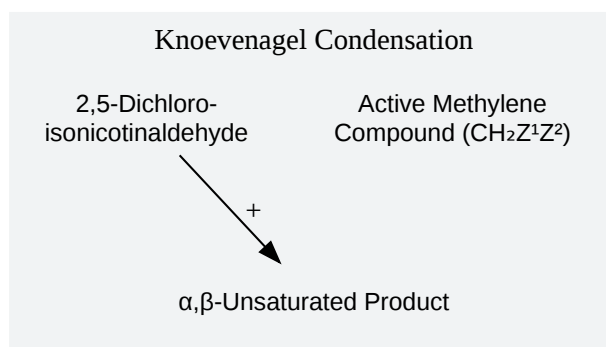 Knoevenagel Condensation
2,5-Dichloro-
isonicotinaldehyde
Active Methylene
Compound (CH₂Z¹Z²)
+
α,β-Unsaturated Product